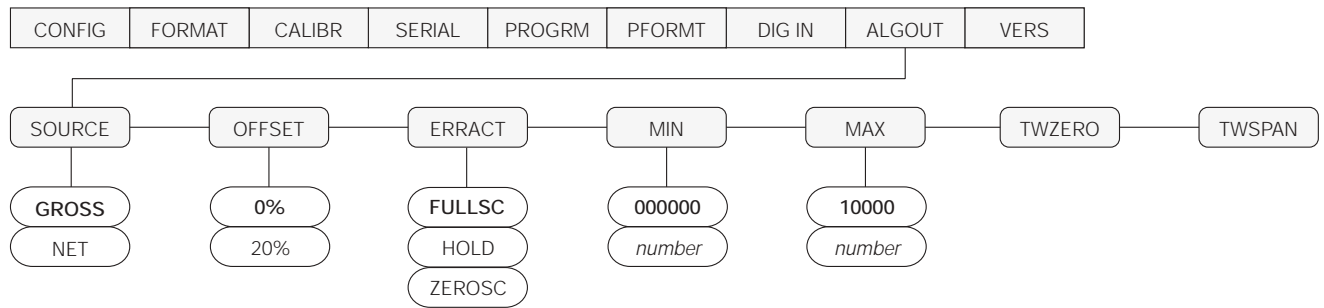 CONFIG FORMAT CALIBR SERIAL PROGRM PFORMT DIG IN ALGOUT VERS
SOURCE OFFSET ERRACT MIN MAX TWZERO TWSPAN
GROSS 0% FULLSC 000000 10000
NET 20% HOLD number number
ZEROSC